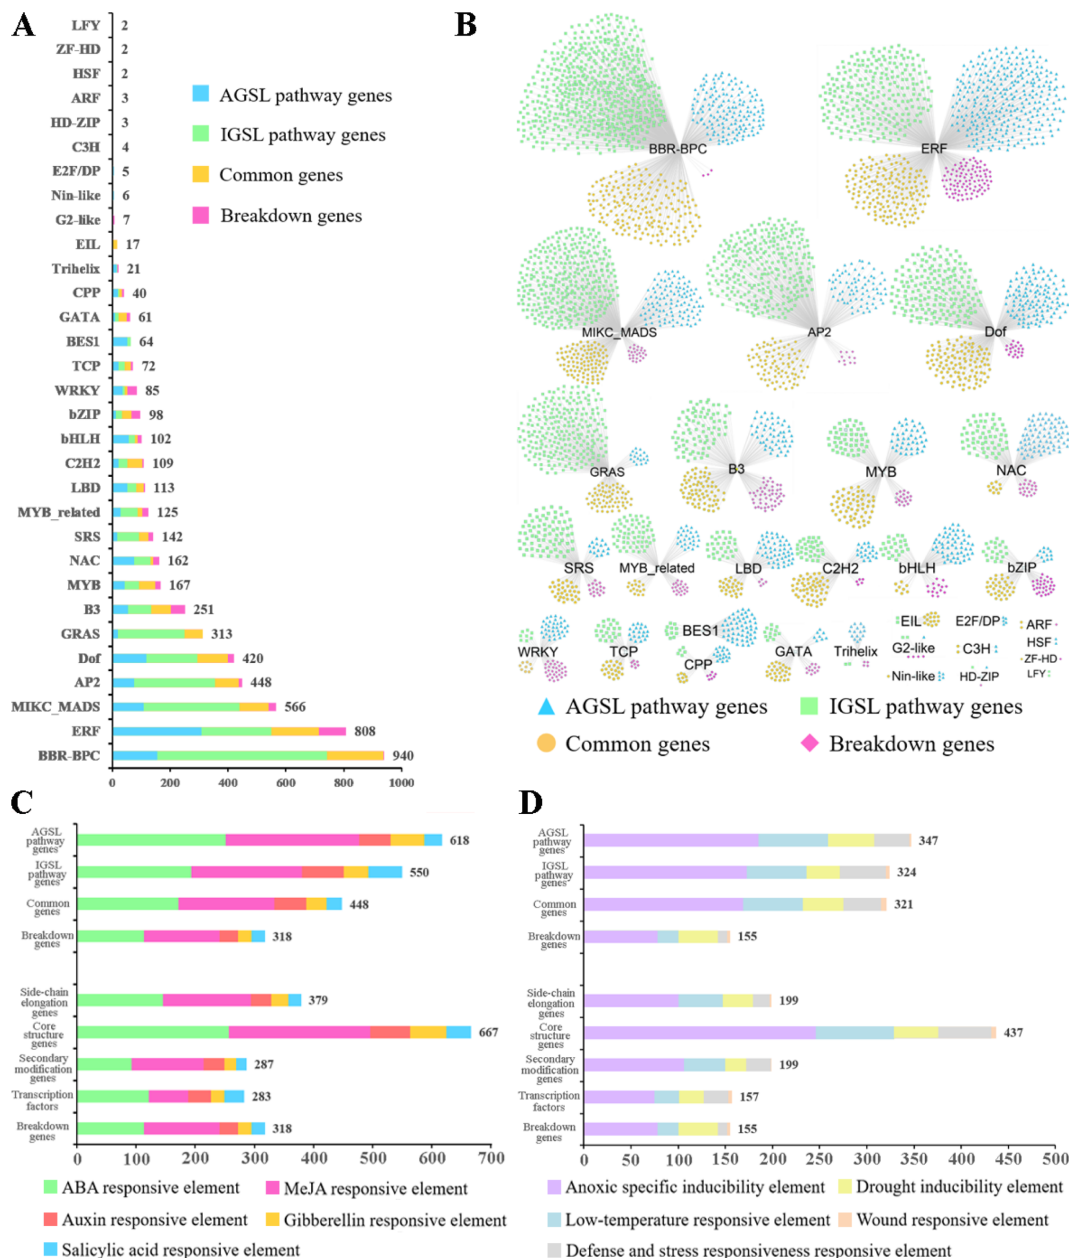 A
LFY 2
ZF-HD 2
HSF 2
ARF 3
HD-ZIP 3
C3H 4
E2F/DP 5
Nin-like 6
G2-like 7
EIL 17
Trihelix 21
CPP 40
GATA 61
BES1 64
TCP 72
WRKY 85
bZIP 98
bHLH 102
C2H2 109
LBD 113
MYB_related 125
SRS 142
NAC 162
MYB 167
B3 251
GRAS 313
Dof 420
AP2 448
MIKC_MADS 566
ERF 808
BBR-BPC 940
0 200 400 600 800 1000
AGSL pathway genes
IGSL pathway genes
Common genes
Breakdown genes
B
BBR-BPC ERF
MIKC_MADS AP2 Dof
GRAS B3 MYB NAC
SRS MYB_related LBD C2H2 bHLH bZIP
WRKY TCP BES1 CPP GATA Trihelix
EIL E2F/DP ARF
G2-like C3H HSF
Nin-like HD-ZIP ZF-HD
LFY
AGSL pathway genes IGSL pathway genes
Common genes Breakdown genes
C
AGSL
pathway
genes
618
IGSL
pathway
genes
550
Common
genes
448
Breakdown
genes
318
Side-chain
elongation
genes
379
Core
structure
genes
667
Secondary
modification
genes
287
Transcription
factors
283
Breakdown
genes
318
0 100 200 300 400 500 600 700
ABA responsive element MeJA responsive element
Auxin responsive element Gibberellin responsive element
Salicylic acid responsive element
D
AGSL
pathway
genes
347
IGSL
pathway
genes
324
Common
genes
321
Breakdown
genes
155
Side-chain
elongation
genes
199
Core
structure
genes
437
Secondary
modification
genes
199
Transcription
factors
157
Breakdown
genes
155
0 50 100 150 200 250 300 350 400 450 500
Anoxic specific inducibility element Drought inducibility element
Low-temperature responsive element Wound responsive element
Defense and stress responsiveness responsive element